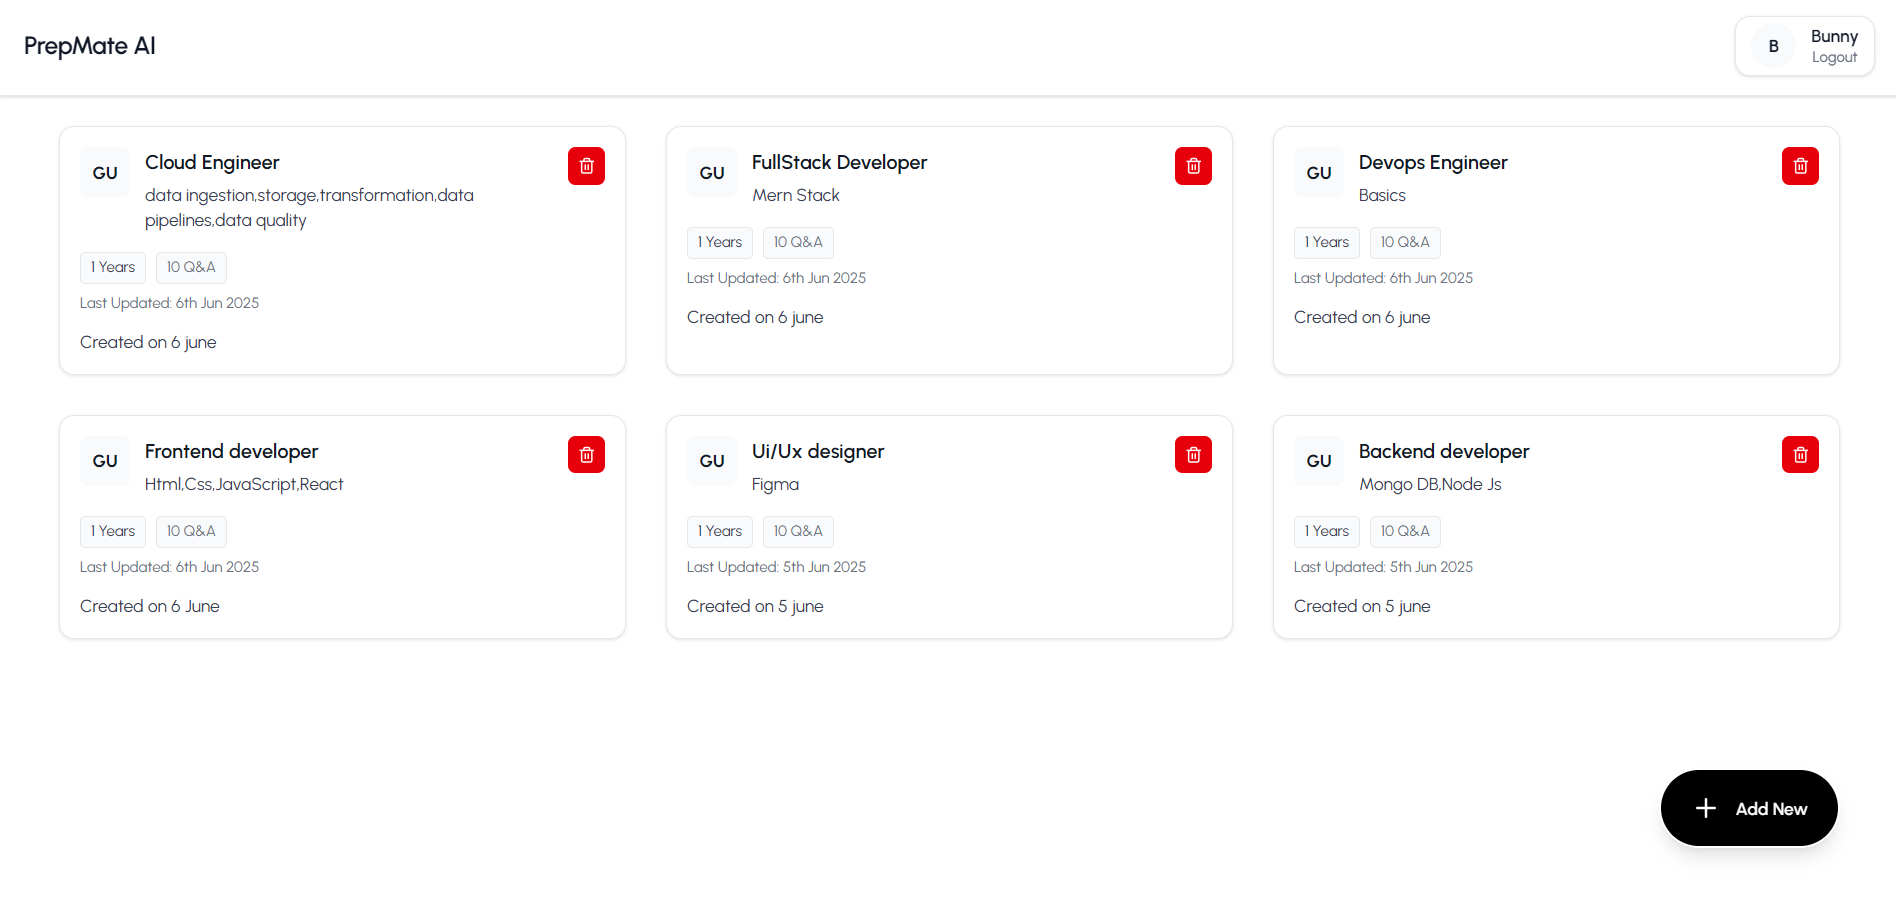 PrepMate AI
B
Bunny
Logout
GU
Cloud Engineer
data ingestion,storage,transformation,data
pipelines,data quality
1 Years
10 Q&A
Last Updated: 6th Jun 2025
Created on 6 june
GU
FullStack Developer
Mern Stack
1 Years
10 Q&A
Last Updated: 6th Jun 2025
Created on 6 june
GU
Devops Engineer
Basics
1 Years
10 Q&A
Last Updated: 6th Jun 2025
Created on 6 june
GU
Frontend developer
Html,Css,JavaScript,React
1 Years
10 Q&A
Last Updated: 6th Jun 2025
Created on 6 June
GU
Ui/Ux designer
Figma
1 Years
10 Q&A
Last Updated: 5th Jun 2025
Created on 5 june
GU
Backend developer
Mongo DB,Node Js
1 Years
10 Q&A
Last Updated: 5th Jun 2025
Created on 5 june
Add New